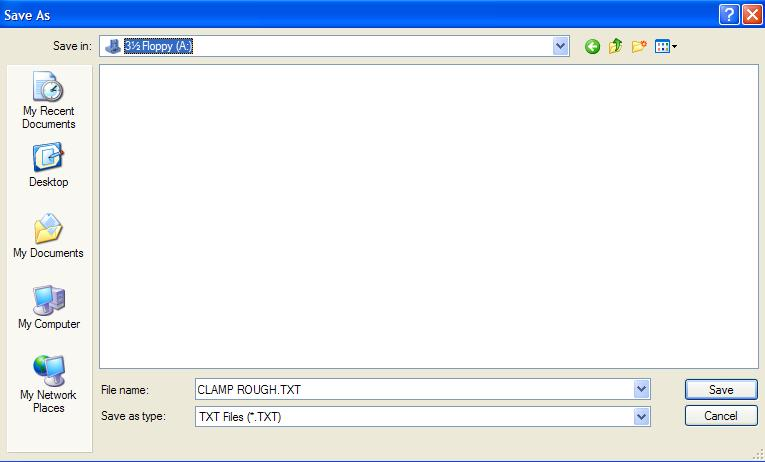 Save As
Save in:
3½ Floppy (A:)
My Recent
Documents
Desktop
My Documents
My Computer
My Network
Places
File name:
CLAMP ROUGH.TXT
Save
Save as type:
TXT Files (*.TXT)
Cancel